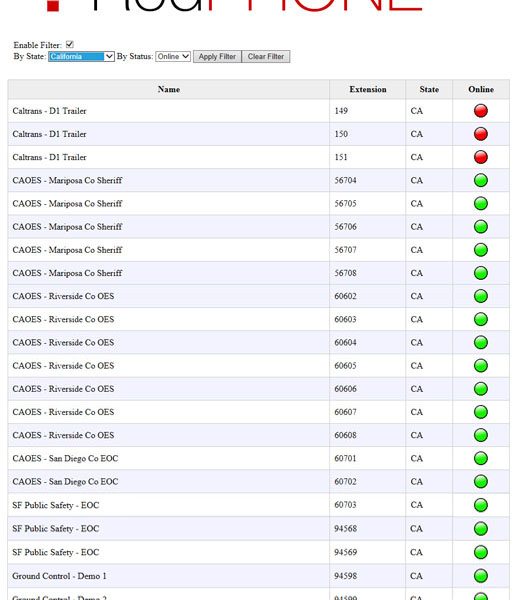 RedPHONE
Enable Filter:
By State: California By Status: Online Apply Filter Clear Filter
Name Extension State Online
Caltrans - D1 Trailer 149 CA
Caltrans - D1 Trailer 150 CA
Caltrans - D1 Trailer 151 CA
CAOES - Mariposa Co Sheriff 56704 CA
CAOES - Mariposa Co Sheriff 56705 CA
CAOES - Mariposa Co Sheriff 56706 CA
CAOES - Mariposa Co Sheriff 56707 CA
CAOES - Mariposa Co Sheriff 56708 CA
CAOES - Riverside Co OES 60602 CA
CAOES - Riverside Co OES 60603 CA
CAOES - Riverside Co OES 60604 CA
CAOES - Riverside Co OES 60605 CA
CAOES - Riverside Co OES 60606 CA
CAOES - Riverside Co OES 60607 CA
CAOES - Riverside Co OES 60608 CA
CAOES - San Diego Co EOC 60701 CA
CAOES - San Diego Co EOC 60702 CA
SF Public Safety - EOC 60703 CA
SF Public Safety - EOC 94568 CA
SF Public Safety - EOC 94569 CA
Ground Control - Demo 1 94598 CA
Ground Control - Demo 2 94599 CA